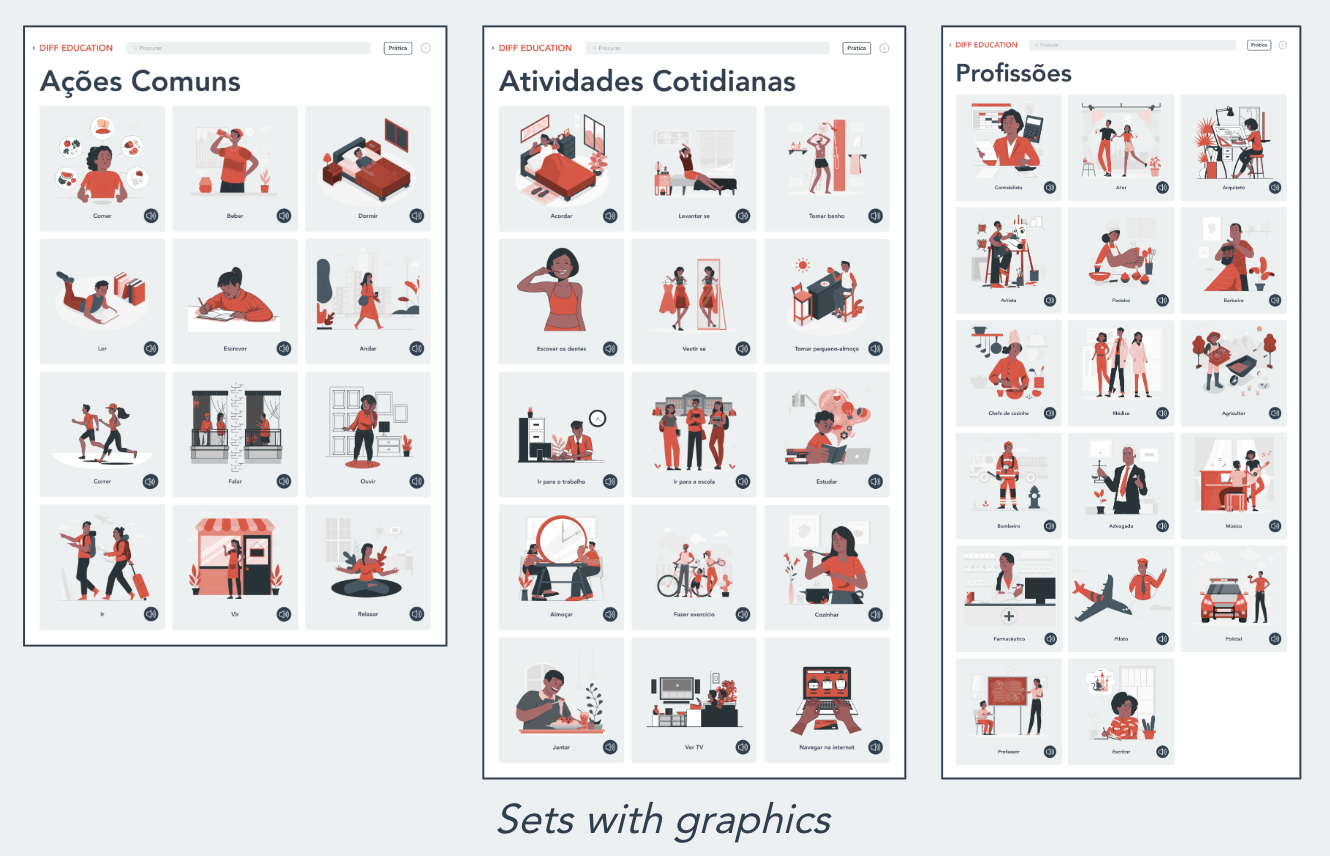 ‹ DIFF EDUCATION
Procurar
Prática
Ações Comuns
Comer
Beber
Dormir
Ler
Escrever
Andar
Correr
Falar
Ouvir
Ir
Vir
Relaxar
‹ DIFF EDUCATION
Procurar
Prática
Atividades Cotidianas
Acordar
Levantar se
Tomar banho
Escovar os dentes
Vestir se
Tomar pequeno-almoço
Ir para o trabalho
Ir para a escola
Estudar
Almoçar
Fazer exercício
Cozinhar
Jantar
Ver TV
Navegar na internet
‹ DIFF EDUCATION
Procurar
Prática
Profissões
Contabilista
Ator
Arquiteto
Artista
Padeiro
Barbeiro
Chefe de cozinha
Médico
Agricultor
Bombeiro
Advogado
Músico
Farmacêutico
Piloto
Policial
Professor
Escritor
Sets with graphics